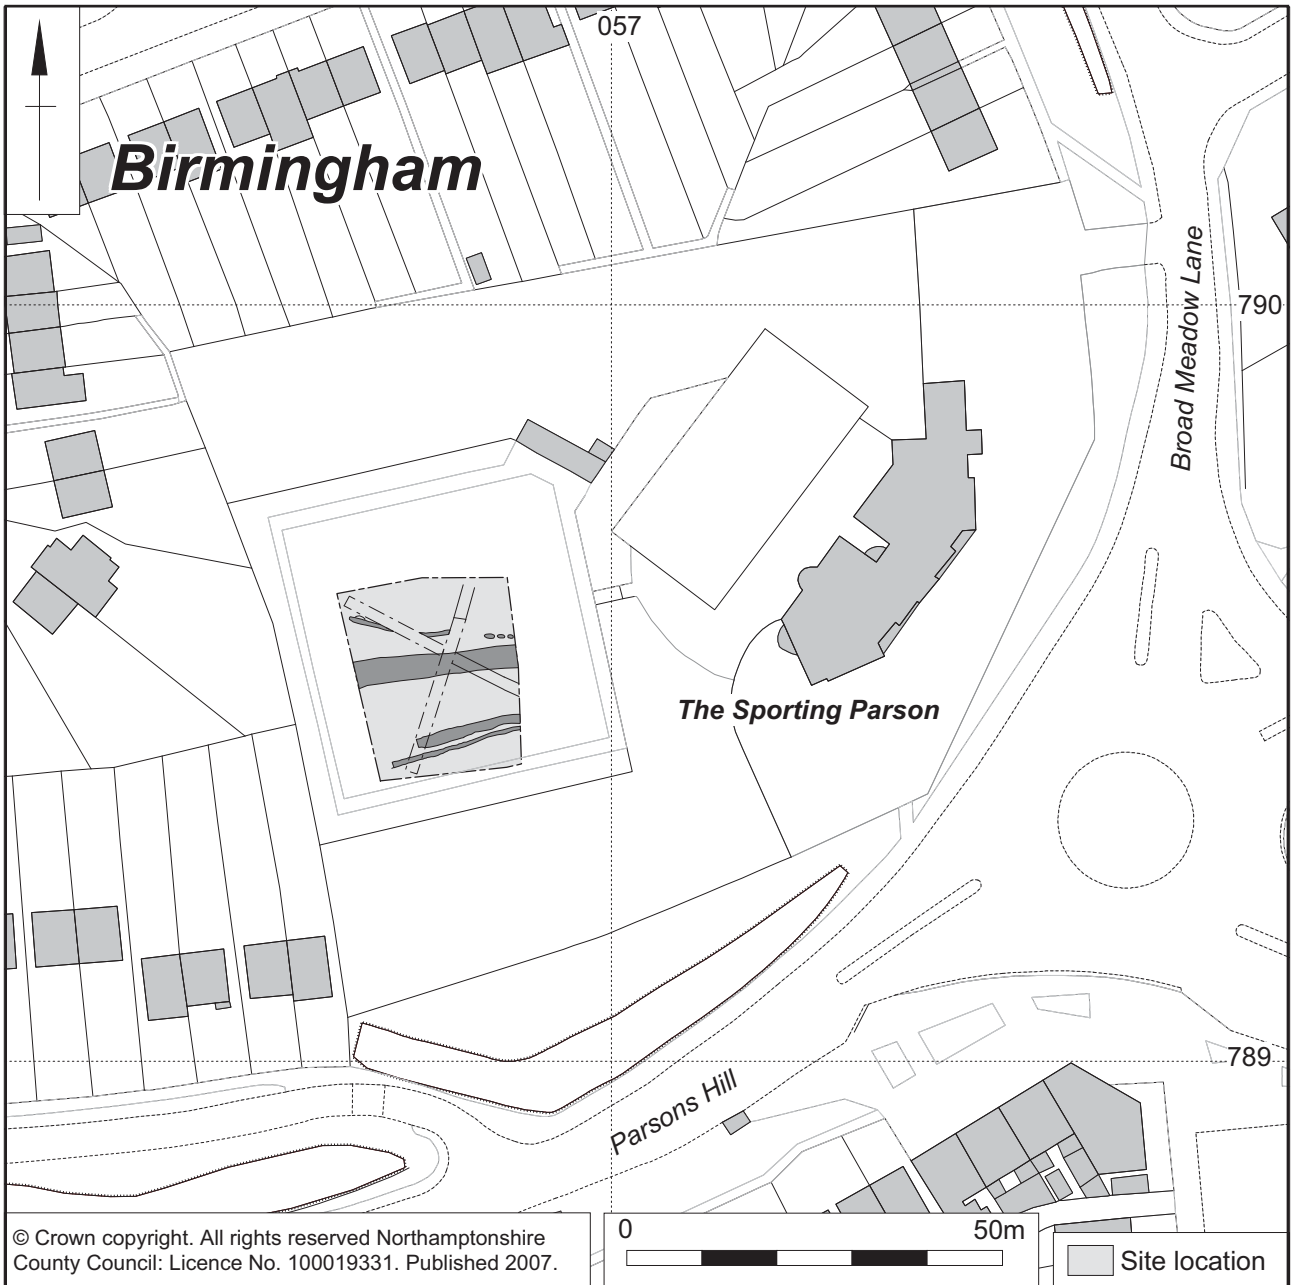 057
Birmingham
Broad Meadow Lane
790
The Sporting Parson
789
Parsons Hill
© Crown copyright. All rights reserved Northamptonshire
County Council: Licence No. 100019331. Published 2007.
0 50m
Site location